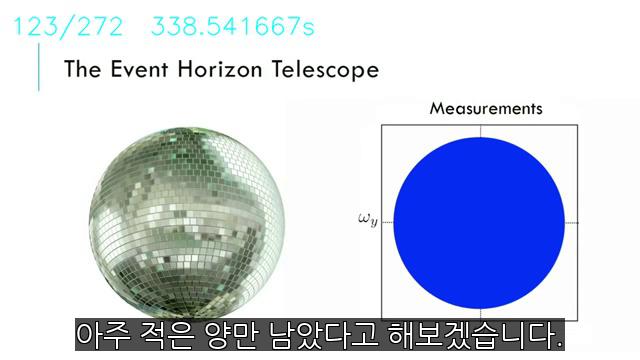 123/272 338.541667s
The Event Horizon Telescope
Measurements
ω_y
아주 적은 양만 남았다고 해보겠습니다.